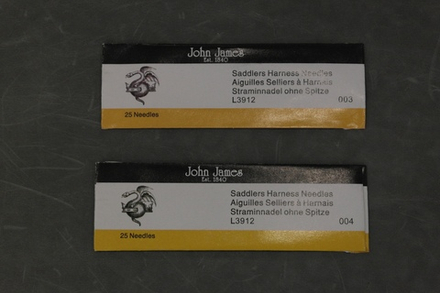 John James
Est. 1840
Saddlers Harness Needles
Aiguilles Selliers à Harnais
Straminnadel ohne Spitze
L3912 003
25 Needles
John James
Est. 1840
Saddlers Harness Needles
Aiguilles Selliers à Harnais
Straminnadel ohne Spitze
L3912 004
25 Needles